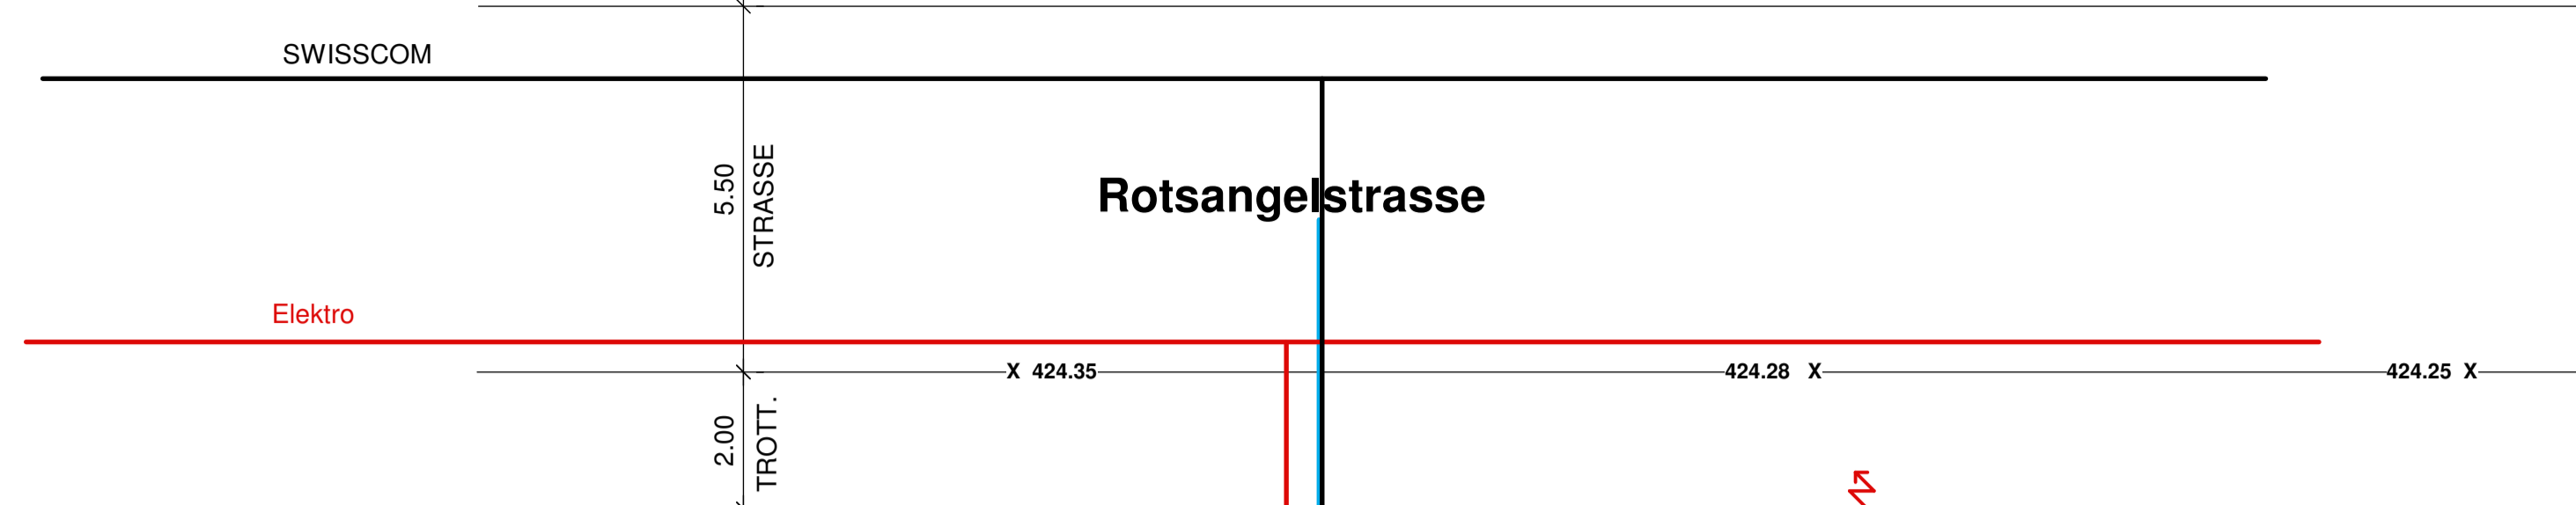 SWISSCOM
5.50
STRASSE
Rotsangelstrasse
Elektro
X 424.35
424.28 X
424.25 X
2.00
TROTT.